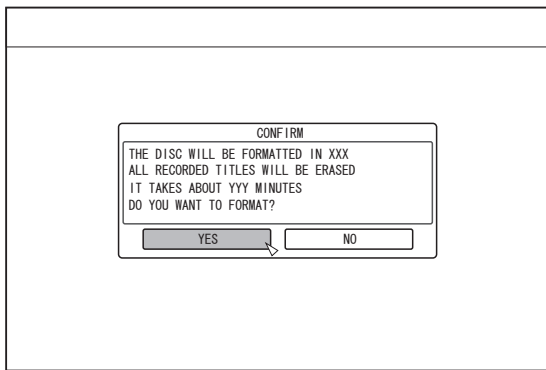 CONFIRM
THE DISC WILL BE FORMATTED IN XXX
ALL RECORDED TITLES WILL BE ERASED
IT TAKES ABOUT YYY MINUTES
DO YOU WANT TO FORMAT?
YES NO